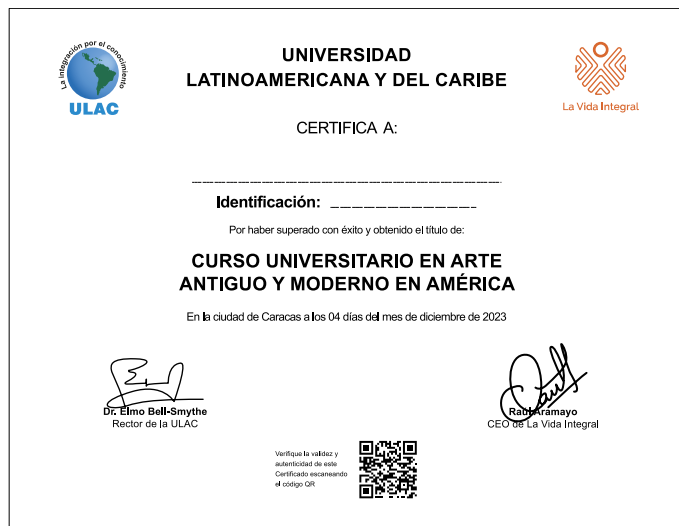 La integración por el conocimiento
ULAC
UNIVERSIDAD
LATINOAMERICANA Y DEL CARIBE
La Vida Integral
CERTIFICA A:
Identificación:
Por haber superado con éxito y obtenido el título de:
CURSO UNIVERSITARIO EN ARTE
ANTIGUO Y MODERNO EN AMÉRICA
En la ciudad de Caracas a los 04 días del mes de diciembre de 2023
Dr. Elmo Bell-Smythe
Rector de la ULAC
Raúl Aramayo
CEO de La Vida Integral
Verifique la validez y
autenticidad de este
Certificado escaneando
el código QR